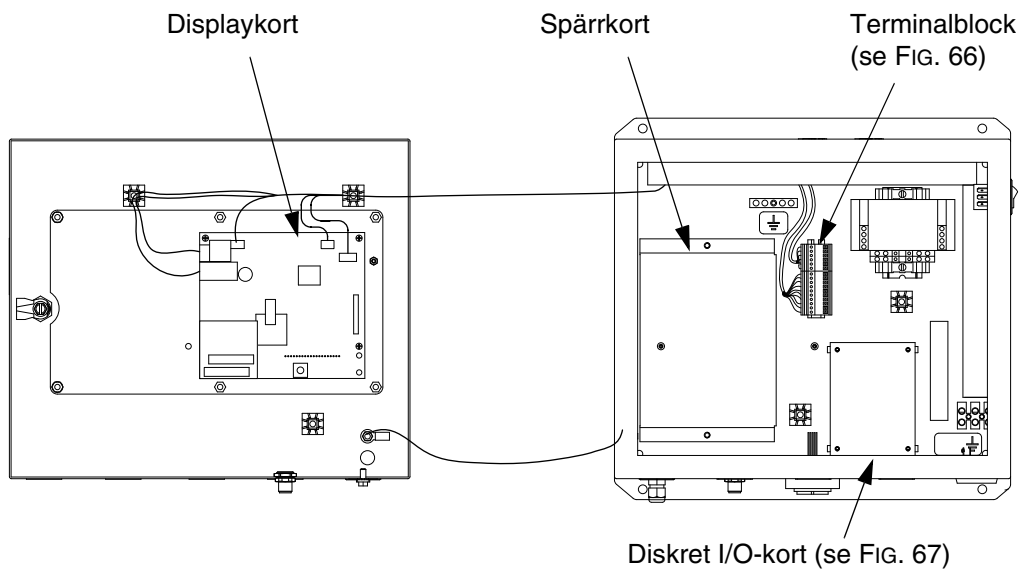 Displaykort
Spärrkort
Terminalblock
(se FIG. 66)
Diskret I/O-kort (se FIG. 67)